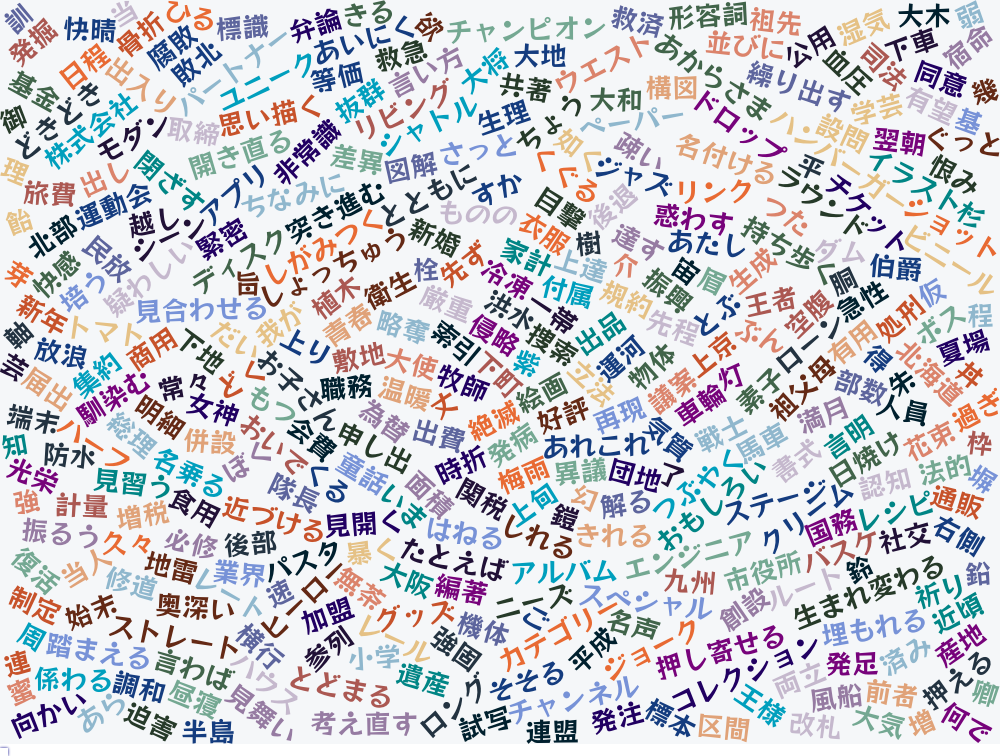 訓
発掘
快晴
当
骨折
ひる
標識
弁論
きる
弱
チャンピオン
救済
形容詞
祖先
湿気
大木
宿命
基金
日程
出入り
腐敗
敗北
パートナー
ユニーク
あいにく
等価
救急
言い方
大将
大地
ウエスト
あからさま
並びに
公用
血圧
司法
下車
同意
幾
御
どきどき
株式会社
モダン
取締
思い描く
抜群
リビング
シャトル
生理
共著
ちょう
大和
構図
繰り出す
学芸
有望
基
理
旅費
出し
閉ざす
開き直る
非常識
差異
図解
さっと
知く
ペーパー
ドロップ
ハンバーガー
設問
翌朝
ぐっと
飴
北部
運動会
アプリ
ちなみに
突き進む
とともに
すか
くぐる
ジャズ
疎い
名付ける
リンク
平
ラウンド
チケット
イラスト
恨み
杉
民放
越し
シーン
緊密
しがみつく
ものの
目撃
後退
惑わす
つた
ショット
芽
快感
培う
疑わしい
ディスク
旨
しょっちゅう
新婚
衣服
樹
達す
あたし
持ち歩く
ダム
伯爵
ビニール
新年
トマト
見合わせる
植木
衛生
栓
先ず
冷凍
家計
上達
介
付属
振興
宙
眉
生成
胴
急性
仮
敏
放浪
集約
商用
下地
だい
我が
青春
略奪
厳重
洪水
一帯
規約
先程
とぶ
王者
空腹
処刑
ボス
程
芸
届出
馴染む
常々
どく
お子さん
上り
敷地
大使
索引
侵略
捜索
出品
運河
物体
上京
ぶん
ローン
有用
得
北海道
夏場
丼
端末
ハーフ
明細
女神
もつ
職務
温暖
牧師
下町
紫
絵画
生涯
議案
車輪
灯
素子
祖父母
部数
朱
人員
過ぎ
知
防水
総理
併設
おいで
会費
為替
出費
丈
絶滅
好評
再現
気質
戦士
馬車
満月
言明
花束
枠
光栄
見習う
名乗る
ぼく
くる
申し出
時折
発病
あれこれ
団地
了
つぶやく
書式
日焼け
法的
堀
強
計量
増税
食用
隊長
童話
いま
面積
関税
梅雨
異議
幻
解る
おもしろい
ステージ
認知
通販
振るう
久々
必修
近づける
見開く
はねる
上旬
鎧
しれる
きれる
クリジム
国務
レシピ
右側
復活
当人
修道
地雷
後部
業界
パスタ
暴く
たとえば
アルバム
エンジニア
市役所
バスケ
社交
制定
始末
奥深い
レート
速
ヒーロー
無茶
大阪
編著
ニーズ
スペシャル
九州
創設
ルート
鈴
生まれ変わる
祈り
鉛
周
踏まえる
ストレート
横行
加盟
グッズ
機体
ご
カテゴリー
名声
押し寄せる
埋もれる
近頃
連
係わる
言わば
ハウス
参列
レール
強固
小学
平成
ジョーク
コレクション
両立
発足
済み
産地
蜜
向かい
あら
調和
昼寝
見舞い
とどまる
遺産
ロング
そそる
チャンネル
王様
風船
前者
押える
卿
迫害
半島
考え直す
試写
連盟
発注
標本
区間
改札
大気
増
何で